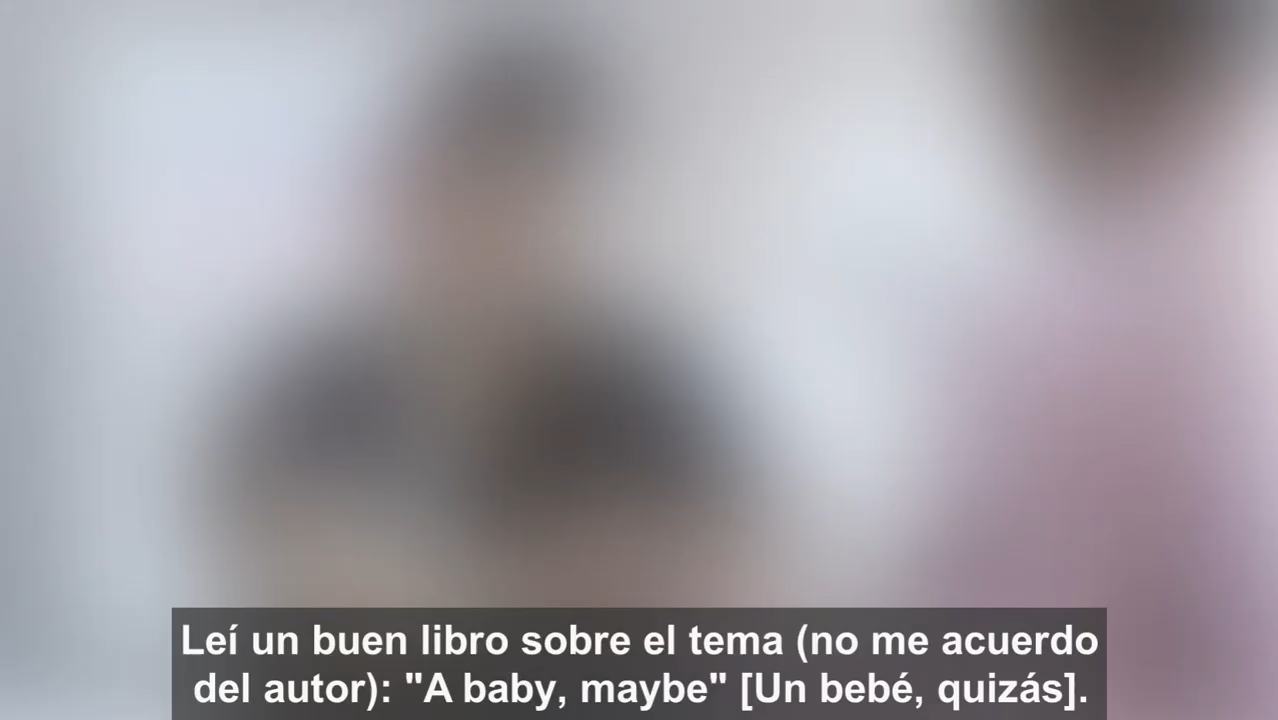 Leí un buen libro sobre el tema (no me acuerdo
del autor): "A baby, maybe" [Un bebé, quizás].